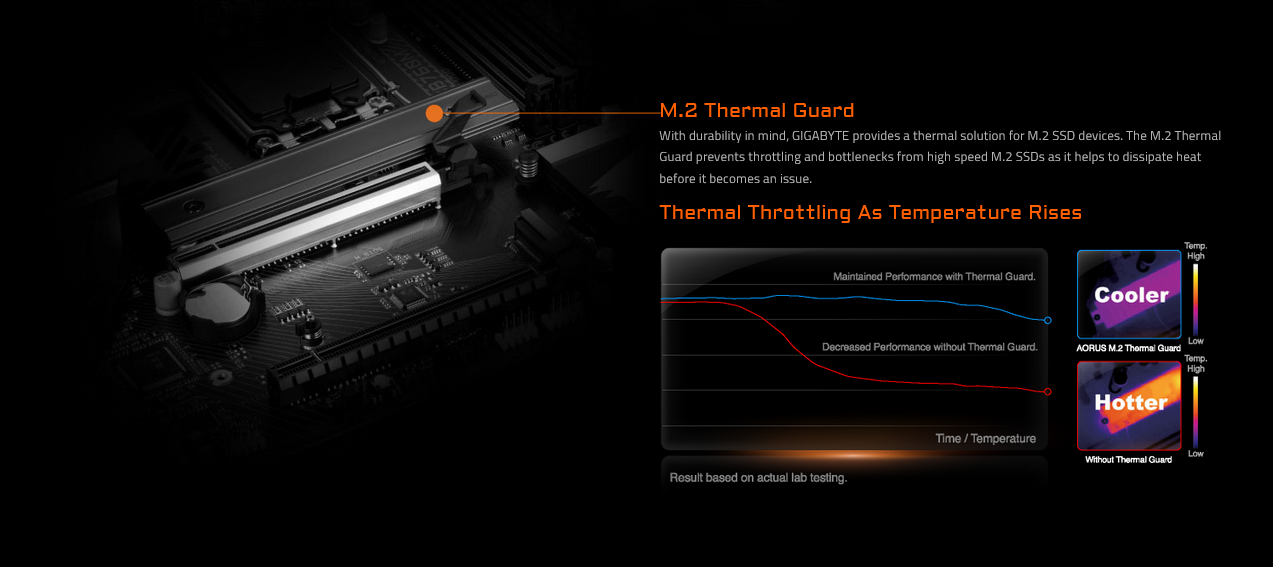 M.2 Thermal Guard
With durability in mind, GIGABYTE provides a thermal solution for M.2 SSD devices. The M.2 Thermal
Guard prevents throttling and bottlenecks from high speed M.2 SSDs as it helps to dissipate heat
before it becomes an issue.
Thermal Throttling As Temperature Rises
Maintained Performance with Thermal Guard.
Decreased Performance without Thermal Guard.
Time / Temperature
Result based on actual lab testing.
Temp.
High
Cooler
Low
AORUS M.2 Thermal Guard
Temp.
High
Hotter
Low
Without Thermal Guard